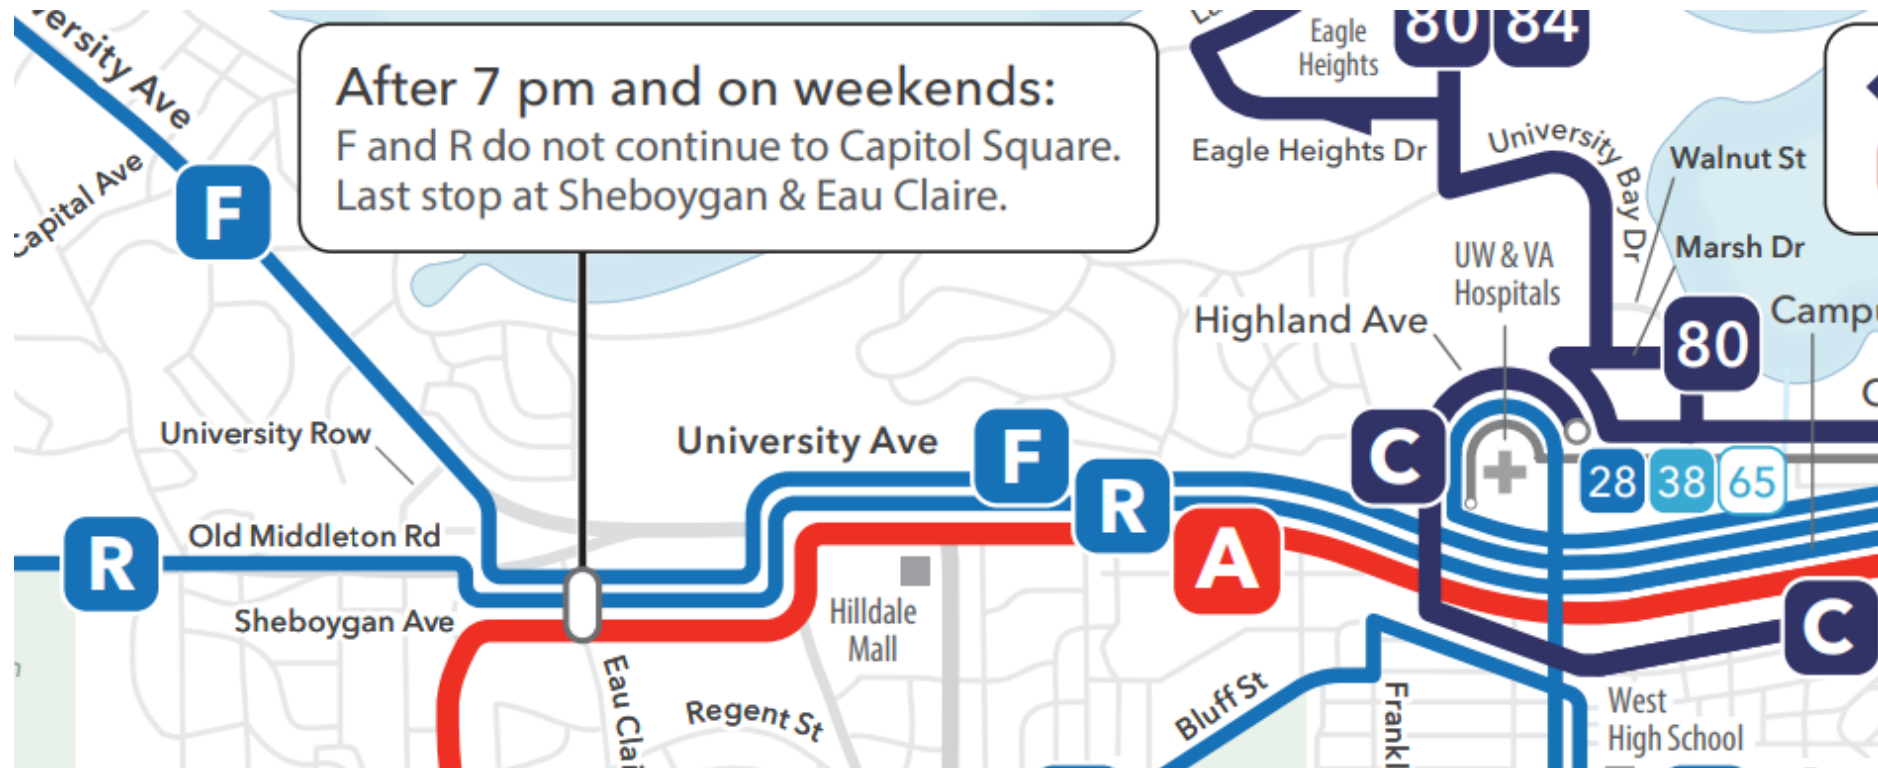 Ave
Capital Ave
F
After 7 pm and on weekends:
F and R do not continue to Capitol Square.
Last stop at Sheboygan & Eau Claire.
Eagle
Heights
80 84
Eagle Heights Dr
University Bay Dr
Walnut St
Marsh Dr
UW & VA
Hospitals
Highland Ave
80
University Row
University Ave
F
R
A
C
28 38 65
Old Middleton Rd
R
Sheboygan Ave
Hilldale
Mall
C
Eau
Regent St
Bluff St
West
High School